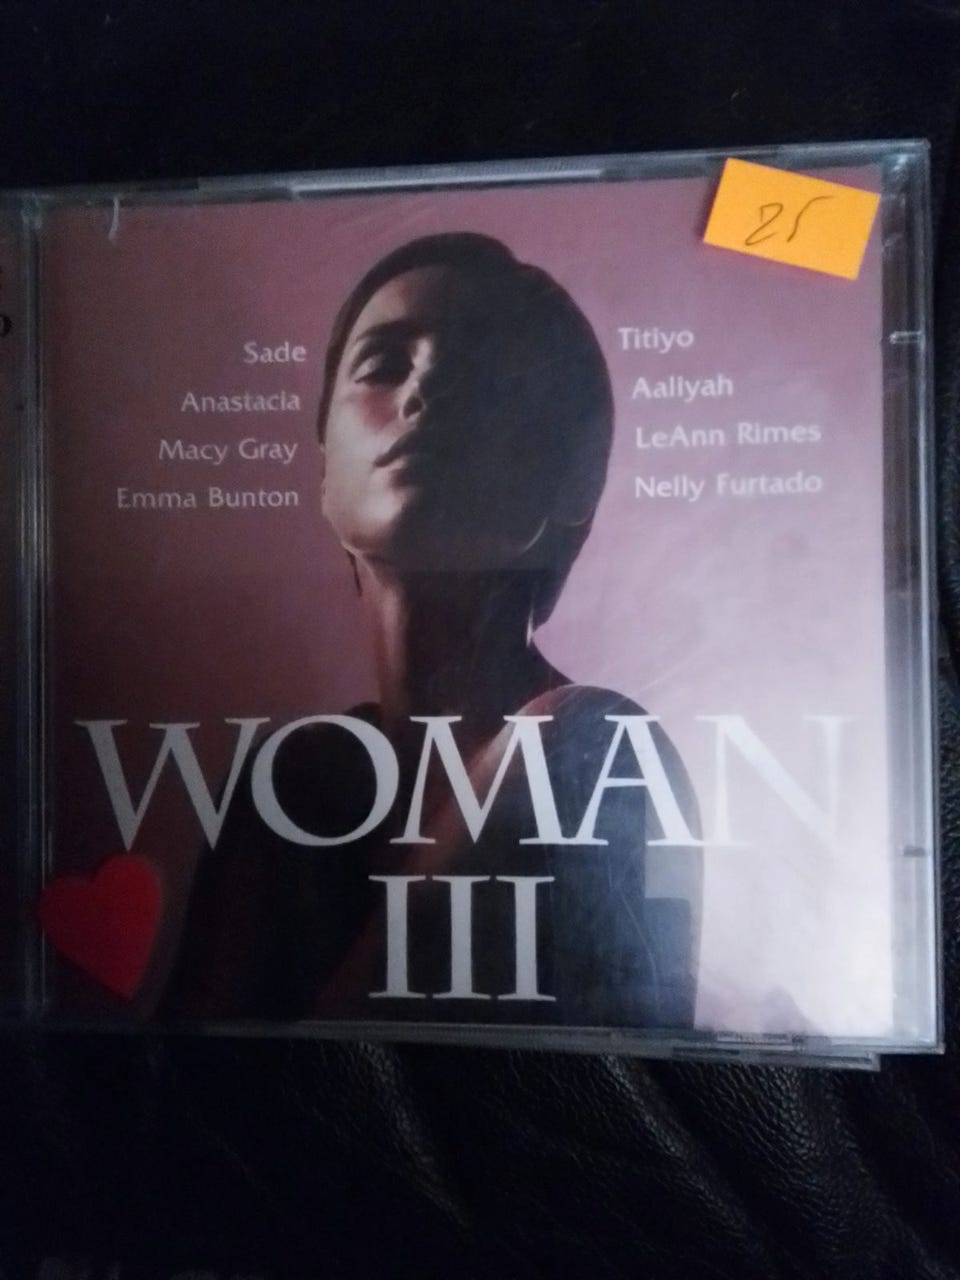 25
Sade
Anastacia
Macy Gray
Emma Bunton
Titiyo
Aaliyah
LeAnn Rimes
Nelly Furtado
WOMAN
III